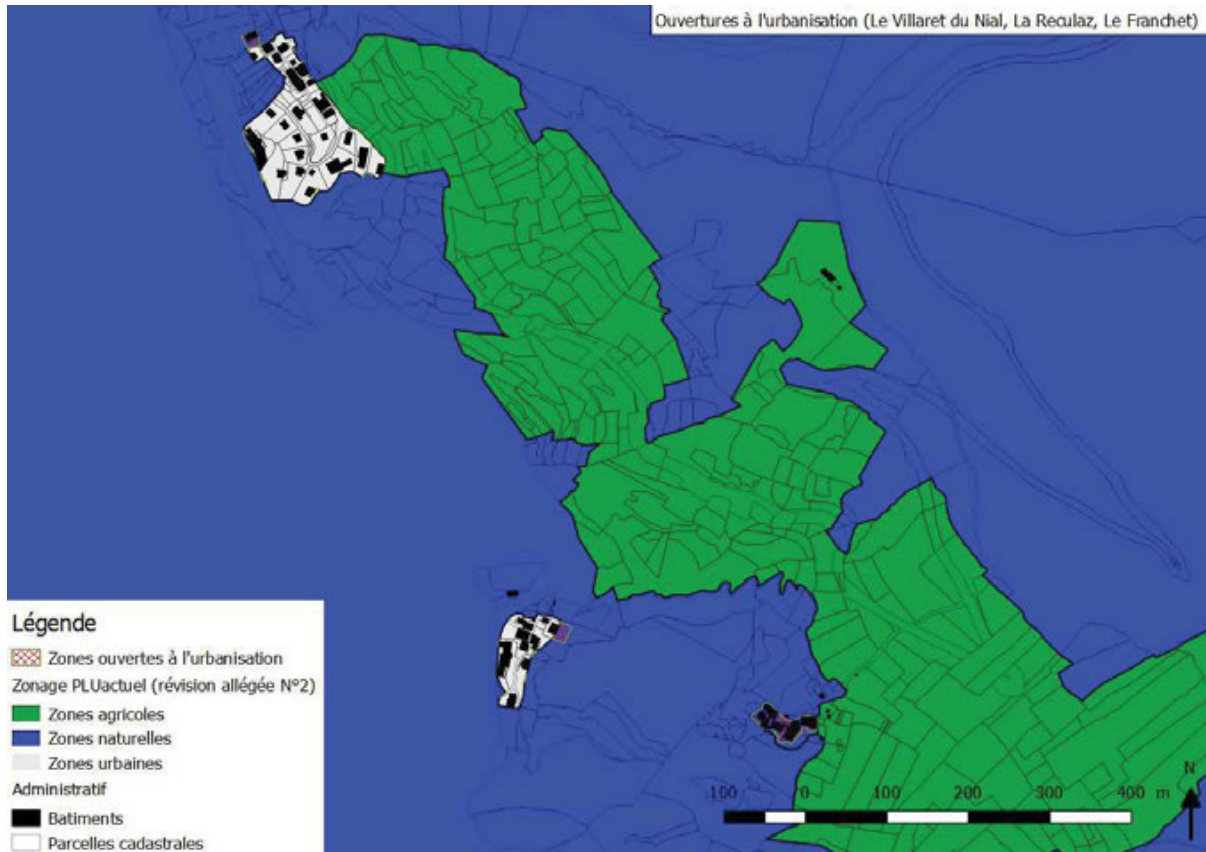 Ouvertures à l'urbanisation (Le Villaret du Nial, La Reculaz, Le Franchet)
Légende
Zones ouvertes à l'urbanisation
Zonage PLUactuel (révision allégée N°2)
Zones agricoles
Zones naturelles
Zones urbaines
Administratif
Batiments
Parcelles cadastrales
100 0 100 200 300 400 m
N